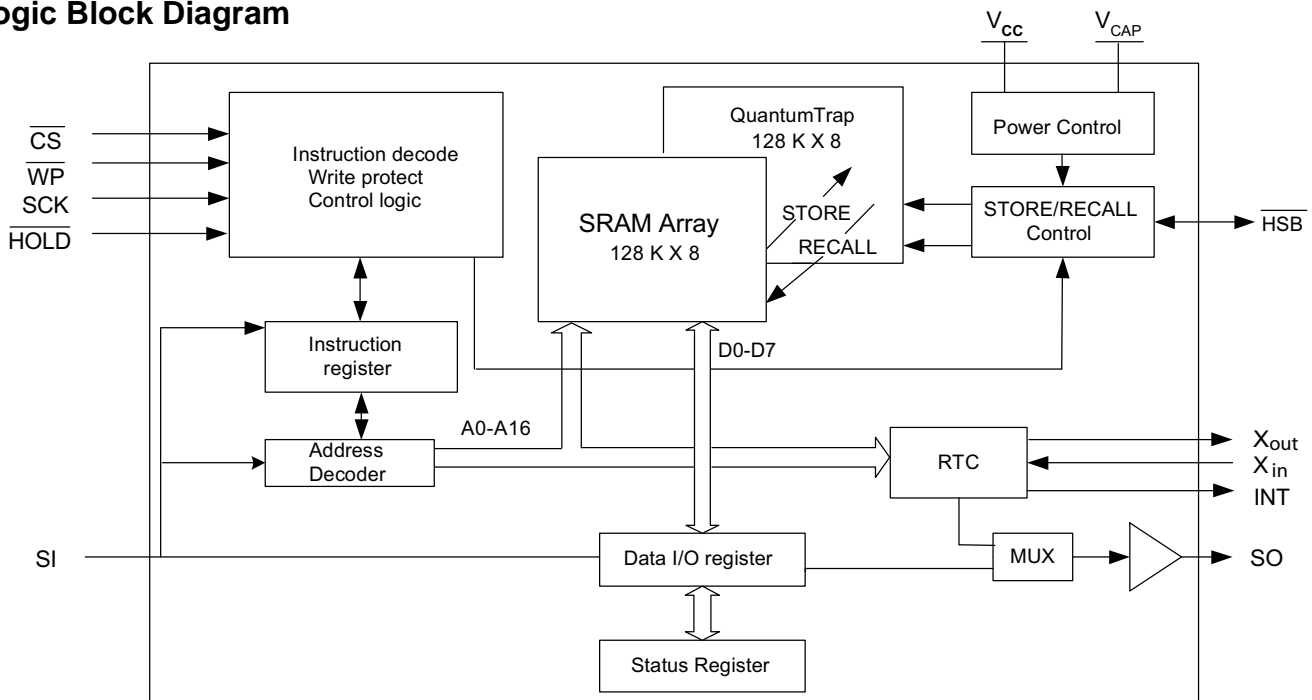 ogic Block Diagram
VCC
VCAP
CS
WP
SCK
HOLD
Instruction decode
Write protect
Control logic
QuantumTrap
128 K X 8
Power Control
SRAM Array
128 K X 8
STORE
RECALL
STORE/RECALL
Control
HSB
Instruction
register
D0-D7
Address
Decoder
A0-A16
RTC
Xout
Xin
INT
SI
Data I/O register
MUX
SO
Status Register